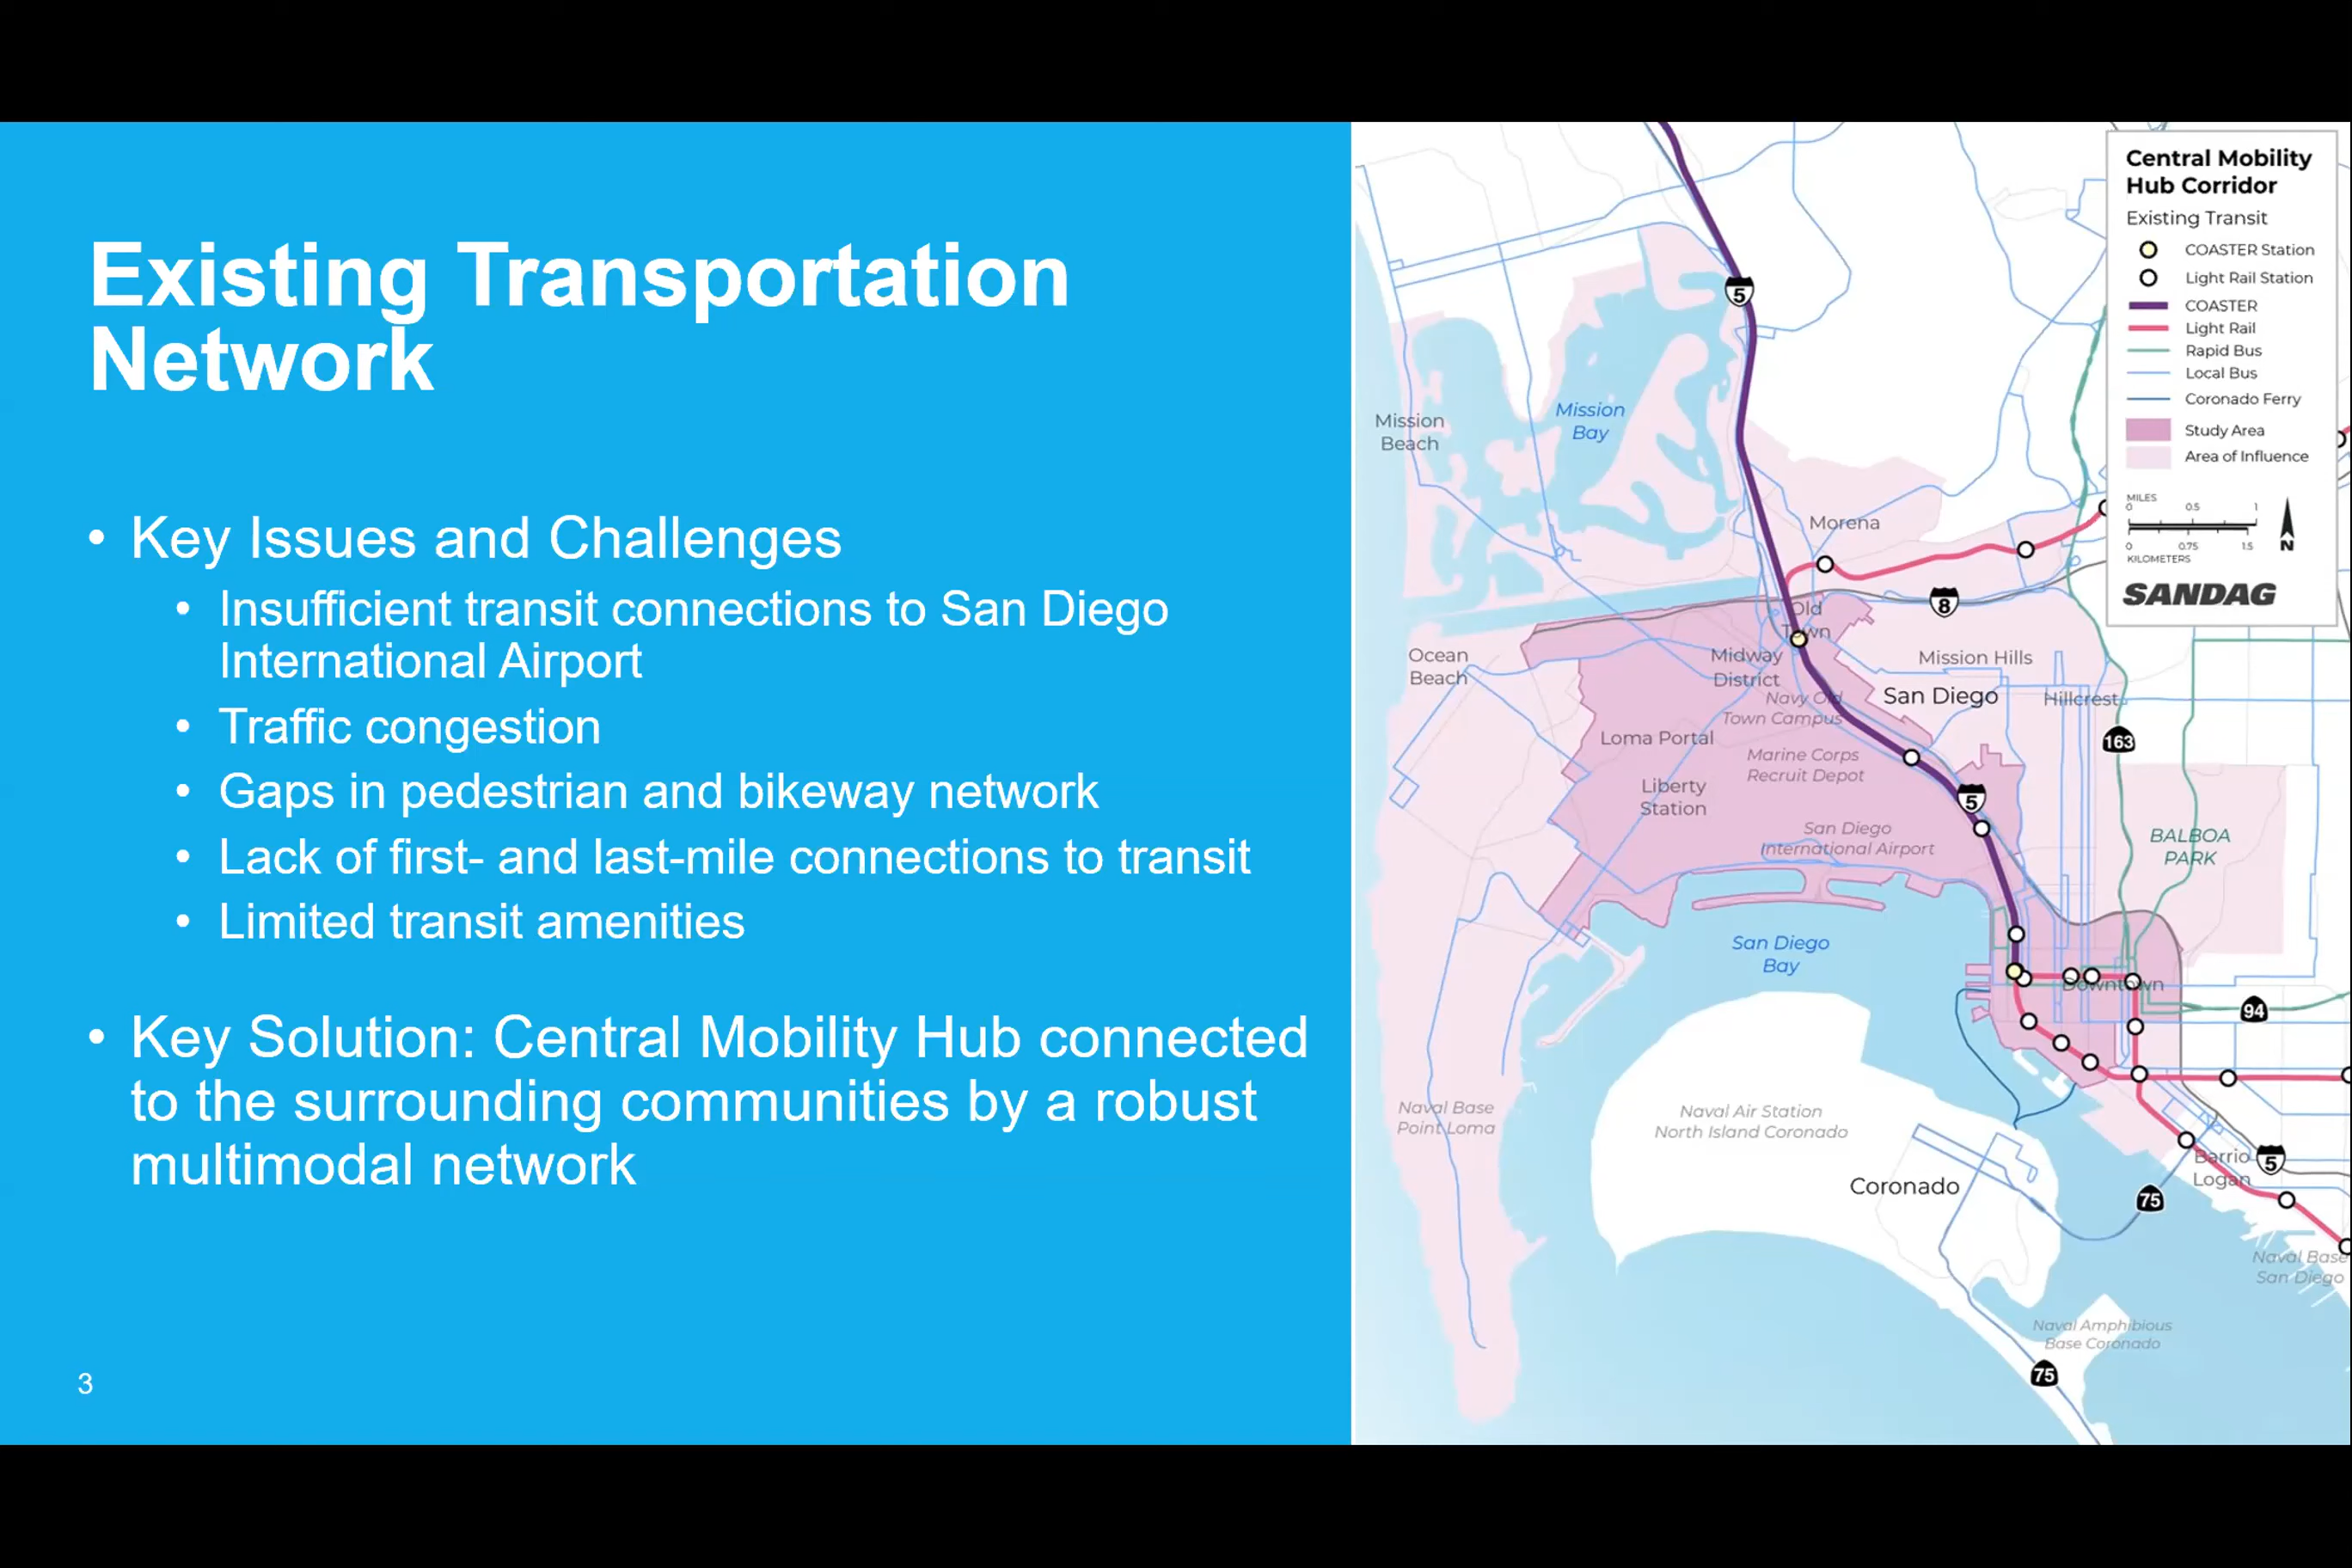 Existing Transportation
Network
• Key Issues and Challenges
• Insufficient transit connections to San Diego
International Airport
• Traffic congestion
• Gaps in pedestrian and bikeway network
• Lack of first- and last-mile connections to transit
• Limited transit amenities
• Key Solution: Central Mobility Hub connected
to the surrounding communities by a robust
multimodal network
3
Central Mobility
Hub Corridor
Existing Transit
COASTER Station
Light Rail Station
COASTER
Light Rail
Rapid Bus
Local Bus
Coronado Ferry
Study Area
Area of Influence
MILES
0 0.5 1
0 0.75 1.5
KILOMETERS
N
SANDAG
5
Mission
Beach
Mission
Bay
Morena
8
Old
Town
Ocean
Beach
Midway
District
Mission Hills
San Diego
Hillcrest
Navy Old
Town Campus
163
Loma Portal
Marine Corps
Recruit Depot
Liberty
Station
5
San Diego
International Airport
BALBOA
PARK
San Diego
Bay
Downtown
94
Naval Base
Point Loma
Naval Air Station
North Island Coronado
Coronado
Barrio
Logan
5
75
Naval Base
San Diego
Naval Amphibious
Base Coronado
75